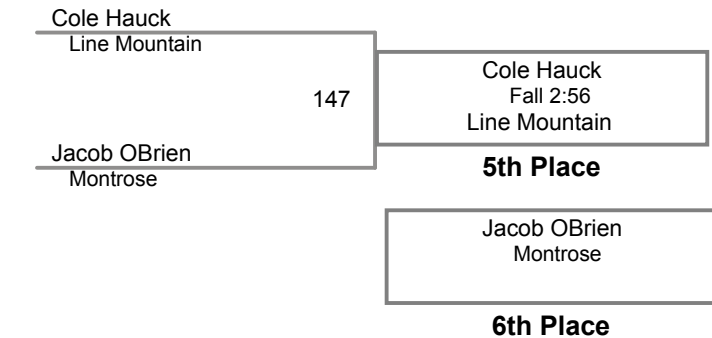 Cole Hauck
Line Mountain
147
Jacob OBrien
Montrose
Cole Hauck
Fall 2:56
Line Mountain
5th Place
Jacob OBrien
Montrose
6th Place